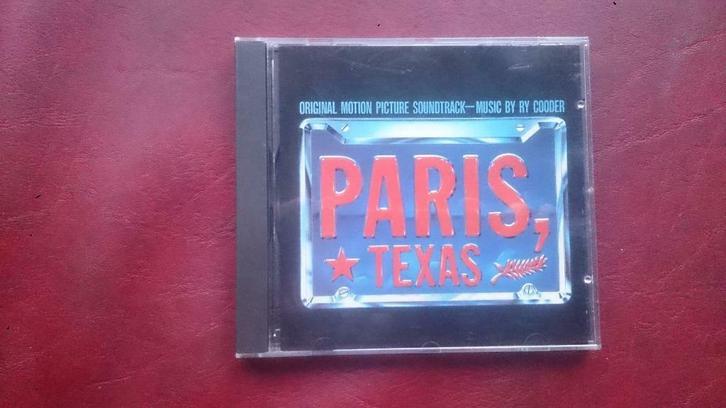 ORIGINAL MOTION PICTURE SOUNDTRACK—MUSIC BY RY COODER
PARIS,
TEXAS